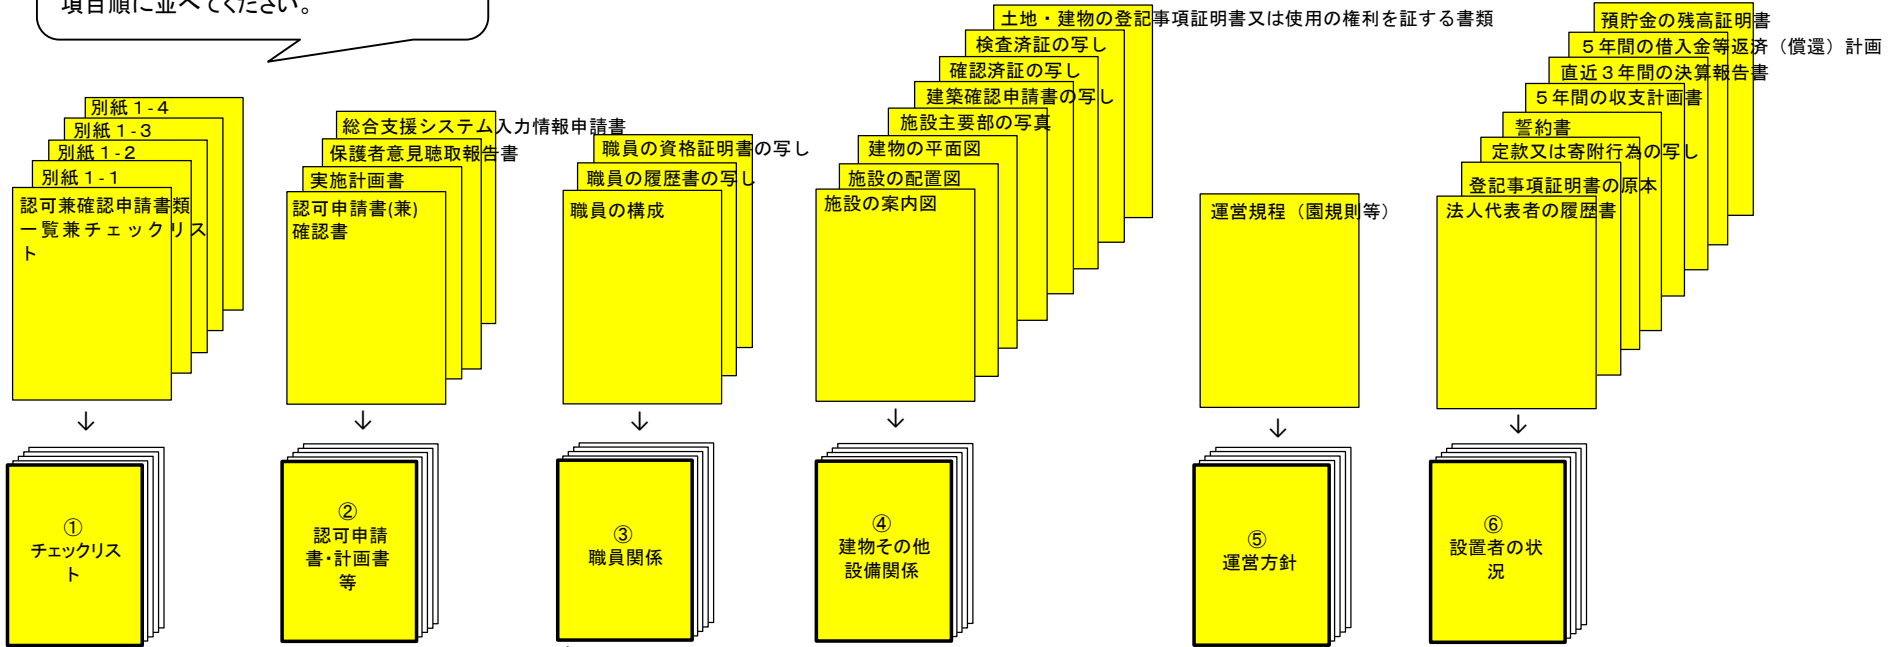 項目順に並べてください。
別紙１-４
別紙１-３
別紙１-２
別紙１-１
認可兼確認申請書類
一覧兼チェックリス
ト
総合支援システム入力情報申請書
保護者意見聴取報告書
実施計画書
認可申請書(兼)
確認書
職員の資格証明書の写し
職員の履歴書の写し
職員の構成
土地・建物の登記事項証明書又は使用の権利を証する書類
検査済証の写し
確認済証の写し
建築確認申請書の写し
施設主要部の写真
建物の平面図
施設の配置図
施設の案内図
運営規程（園規則等）
預貯金の残高証明書
５年間の借入金等返済（償還）計画
直近３年間の決算報告書
５年間の収支計画書
誓約書
定款又は寄附行為の写し
登記事項証明書の原本
法人代表者の履歴書
↓
↓
↓
↓
↓
↓
①
チェックリス
ト
②
認可申請
書・計画書
等
③
職員関係
④
建物その他
設備関係
⑤
運営方針
⑥
設置者の状
況